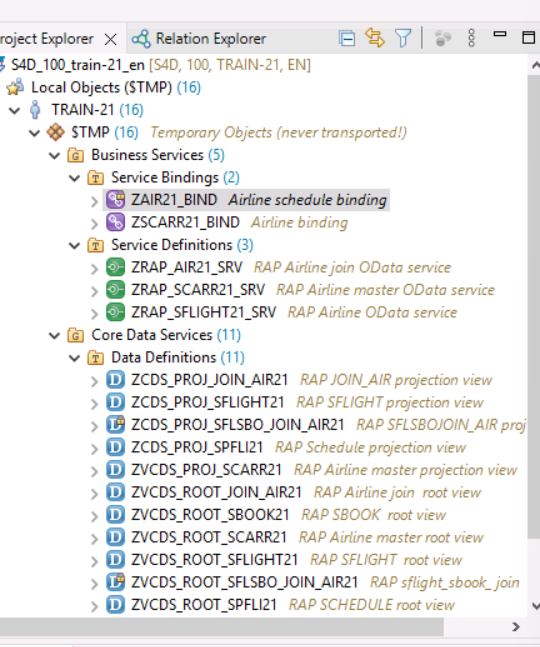 roject Explorer Relation Explorer
S4D_100_train-21_en [S4D, 100, TRAIN-21, EN]
Local Objects ($TMP) (16)
TRAIN-21 (16)
$TMP (16) Temporary Objects (never transported!)
Business Services (5)
Service Bindings (2)
ZAIR21_BIND Airline schedule binding
ZSCARR21_BIND Airline binding
Service Definitions (3)
ZRAP_AIR21_SRV RAP Airline join OData service
ZRAP_SCARR21_SRV RAP Airline master OData service
ZRAP_SFLIGHT21_SRV RAP Airline OData service
Core Data Services (11)
Data Definitions (11)
ZCDS_PROJ_JOIN_AIR21 RAP JOIN_AIR projection view
ZCDS_PROJ_SFLIGHT21 RAP SFLIGHT projection view
ZCDS_PROJ_SFLSBO_JOIN_AIR21 RAP SFLSBOJOIN_AIR proj
ZCDS_PROJ_SPFLI21 RAP Schedule projection view
ZVCDS_PROJ_SCARR21 RAP Airline master projection view
ZVCDS_ROOT_JOIN_AIR21 RAP Airline join root view
ZVCDS_ROOT_SBOOK21 RAP SBOOK root view
ZVCDS_ROOT_SCARR21 RAP Airline master root view
ZVCDS_ROOT_SFLIGHT21 RAP SFLIGHT root view
ZVCDS_ROOT_SFLSBO_JOIN_AIR21 RAP sflight_sbook_join
ZVCDS_ROOT_SPFLI21 RAP SCHEDULE root view